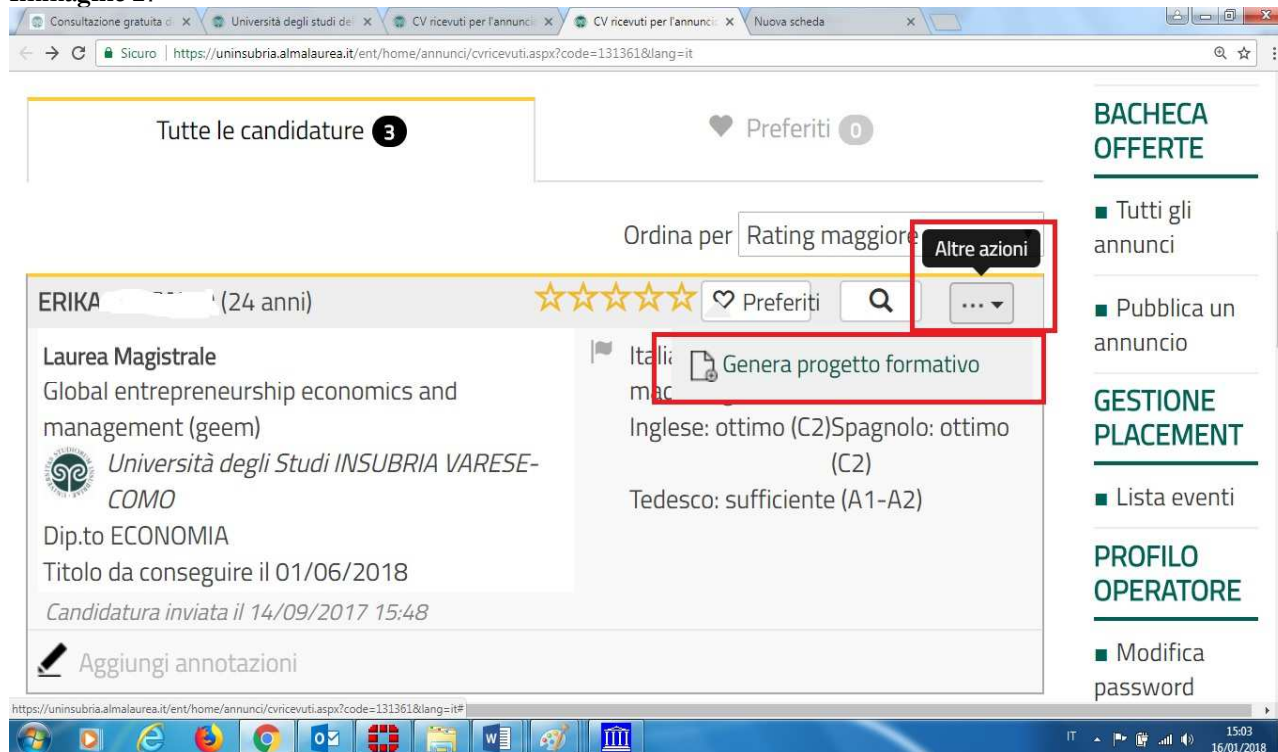 Consultazione gratuita d
Università degli studi del
CV ricevuti per l'annunci
CV ricevuti per l'annunci
Nuova scheda
Sicuro | https://uninsubria.almalaurea.it/ent/home/annunci/cvricevuti.aspx?code=131361&lang=it
Tutte le candidature 3
Preferiti 0
Ordina per Rating maggiore
Altre azioni
ERIKA (24 anni)
Preferiti
...
Genera progetto formativo
Laurea Magistrale
Global entrepreneurship economics and
management (geem)
Università degli Studi INSUBRIA VARESE-
COMO
Dip.to ECONOMIA
Titolo da conseguire il 01/06/2018
Candidatura inviata il 14/09/2017 15:48
Inglese: ottimo (C2)Spagnolo: ottimo
(C2)
Tedesco: sufficiente (A1-A2)
Aggiungi annotazioni
BACHECA
OFFERTE
Tutti gli
annunci
Pubblica un
annuncio
GESTIONE
PLACEMENT
Lista eventi
PROFILO
OPERATORE
Modifica
password
https://uninsubria.almalaurea.it/ent/home/annunci/cvricevuti.aspx?code=131361&lang=it#
IT
15:03
16/01/2018